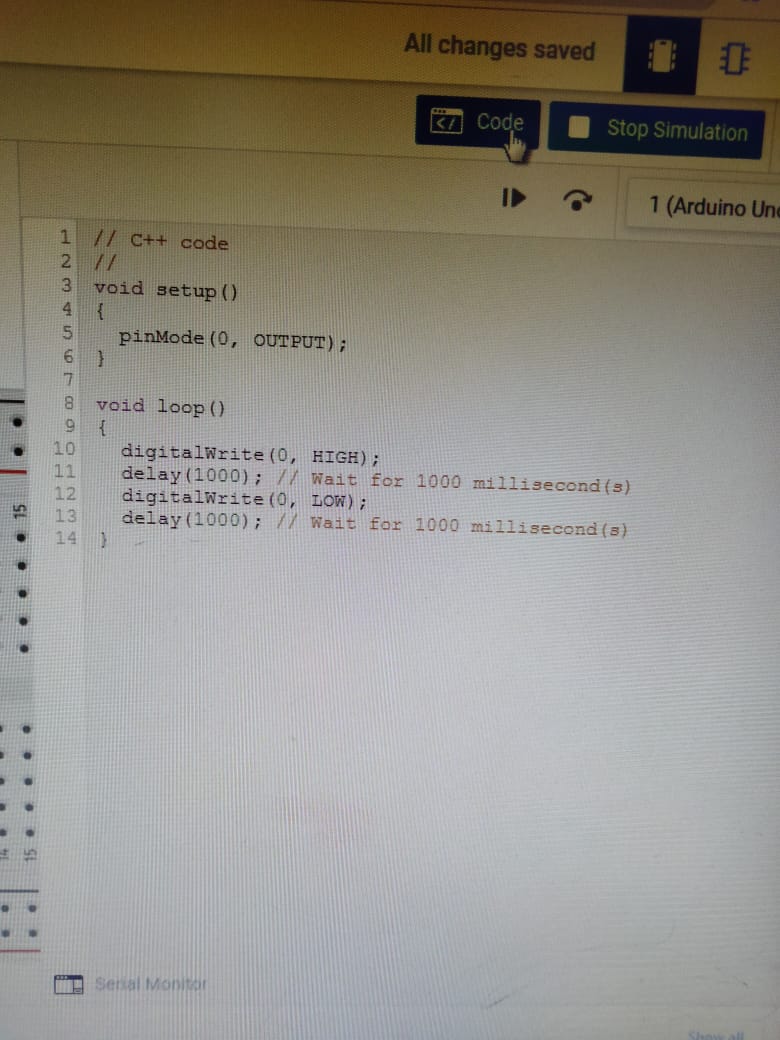 All changes saved
Code
Stop Simulation
1 (Arduino Uno
1 // C++ code
2 //
3 void setup()
4 {
5 pinMode(0, OUTPUT);
6 }
7
8 void loop()
9 {
10 digitalWrite(0, HIGH);
11 delay(1000); // Wait for 1000 millisecond(s)
12 digitalWrite(0, LOW);
13 delay(1000); // Wait for 1000 millisecond(s)
14 }
15
14 15
Serial Monitor
Show all